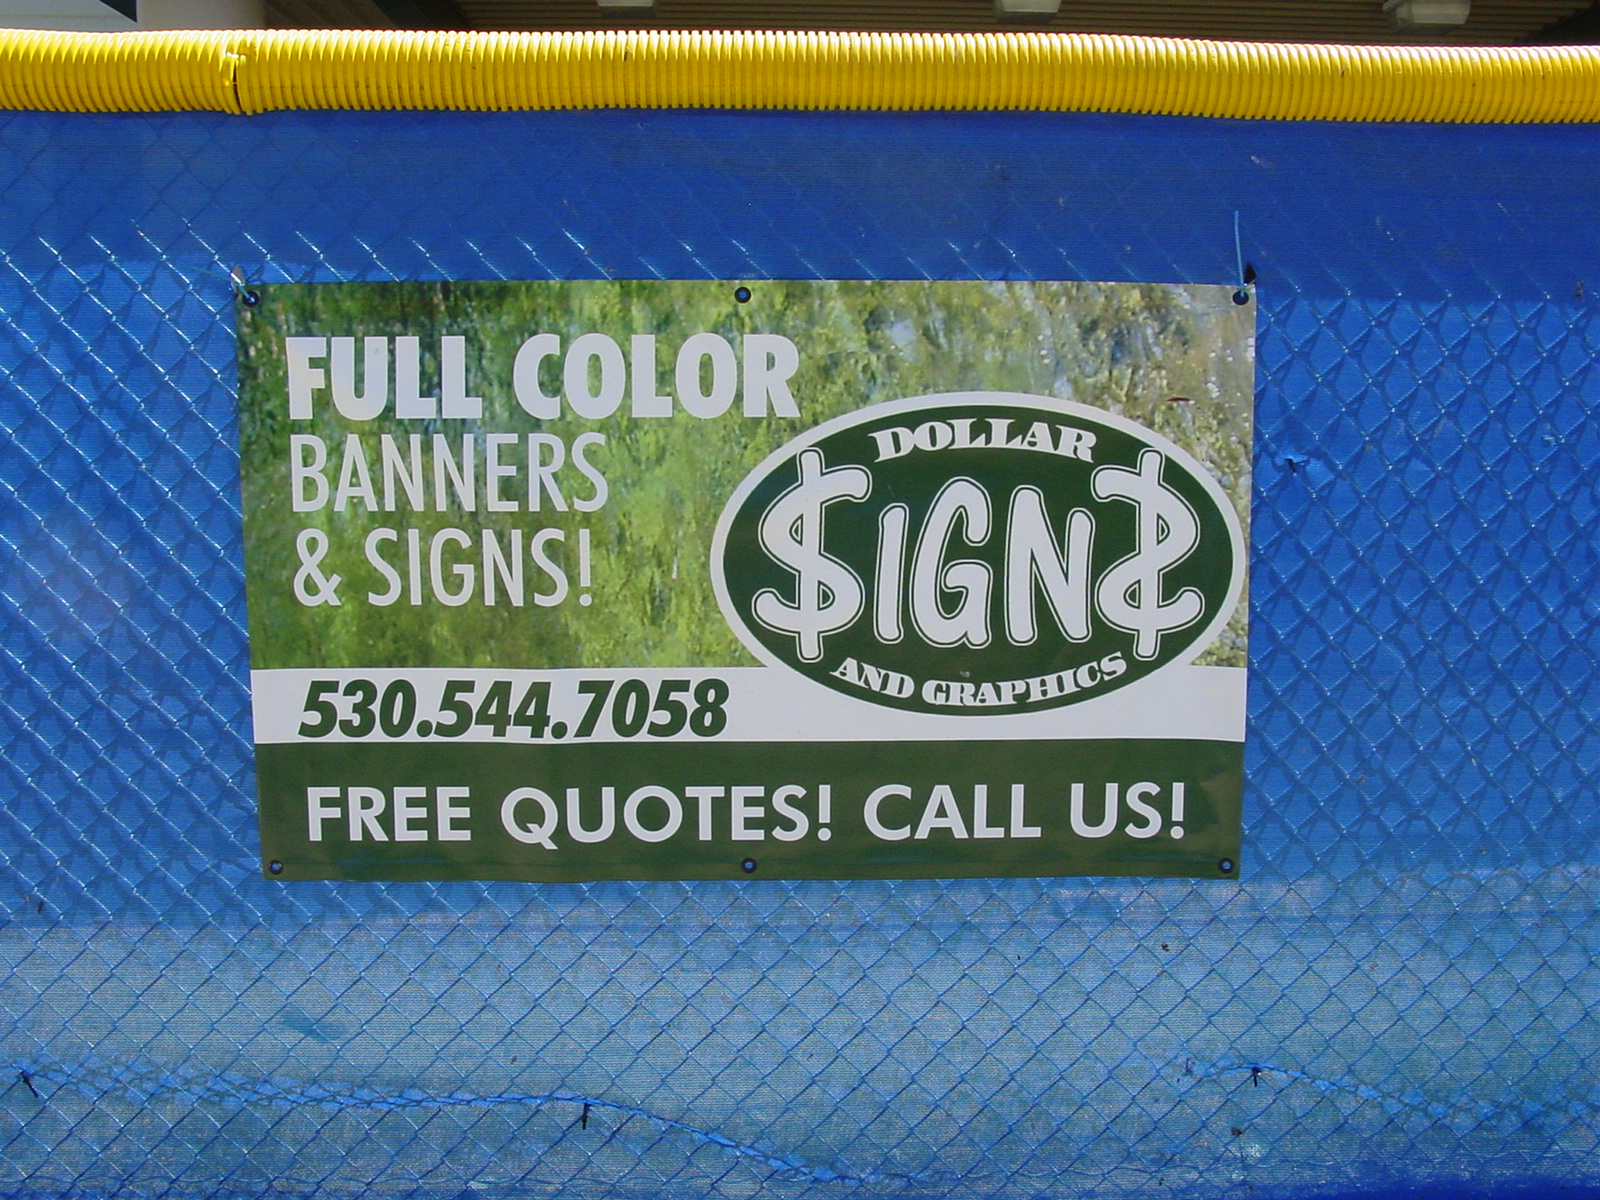 FULL COLOR
BANNERS
& SIGNS!
DOLLAR
$IGN$
AND GRAPHICS
530.544.7058
FREE QUOTES! CALL US!